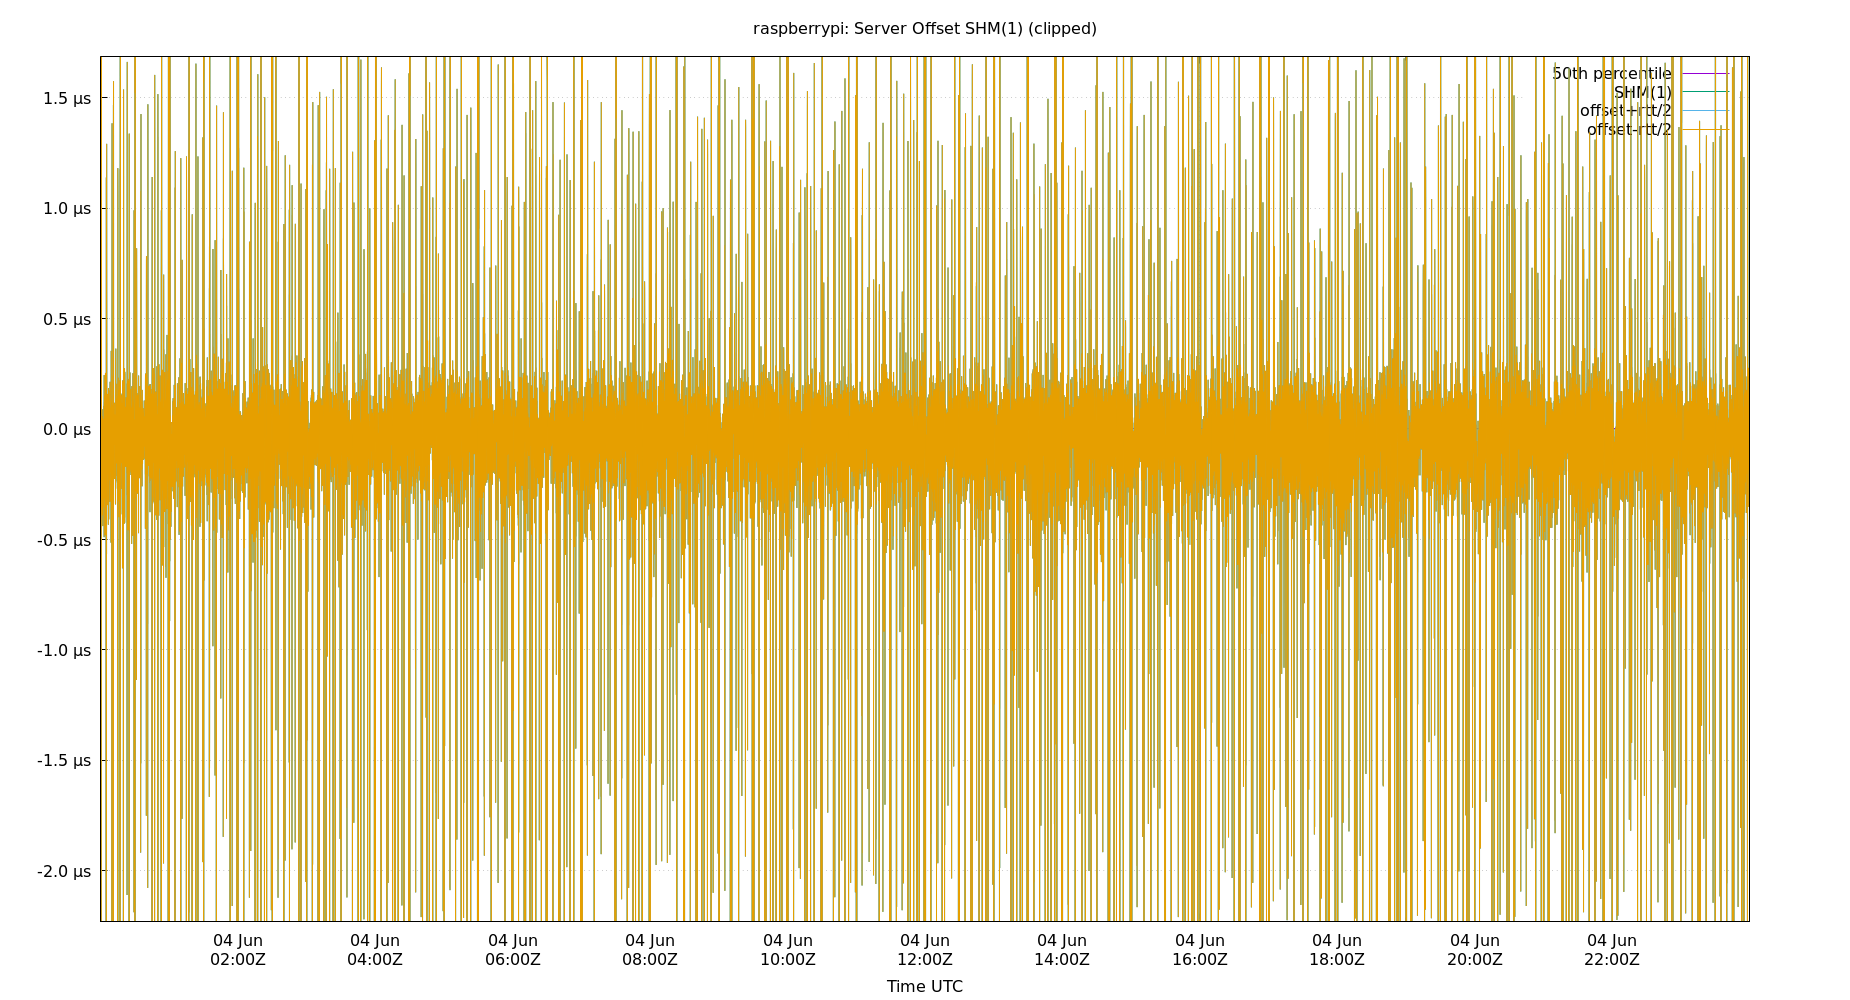 raspberrypi: Server Offset SHM(1) (clipped)
50th percentile
SHM(1)
offset+rtt/2
offset-rtt/2
1.5 µs
1.0 µs
0.5 µs
0.0 µs
-0.5 µs
-1.0 µs
-1.5 µs
-2.0 µs
04 Jun 04 Jun 04 Jun 04 Jun 04 Jun 04 Jun 04 Jun 04 Jun 04 Jun 04 Jun 04 Jun
02:00Z 04:00Z 06:00Z 08:00Z 10:00Z 12:00Z 14:00Z 16:00Z 18:00Z 20:00Z 22:00Z
Time UTC